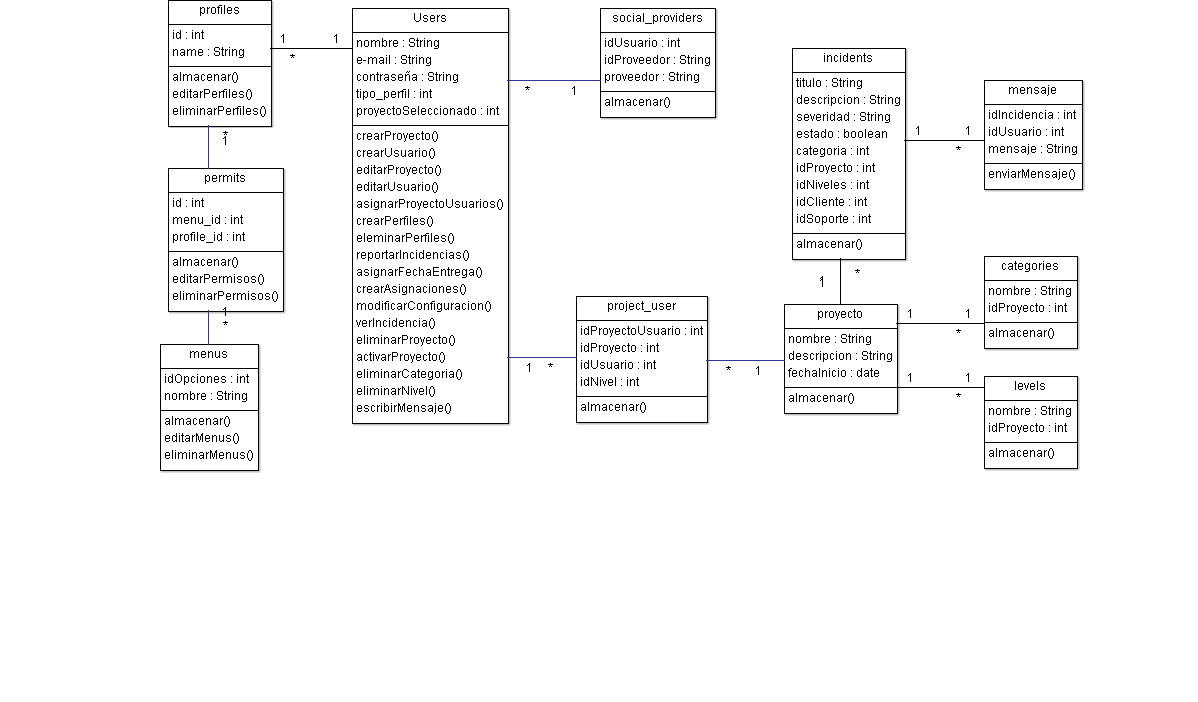 profiles
id : int
name : String
almacenar()
editarPerfiles()
eliminarPerfiles()
1
1
*
*
1
permits
id : int
menu_id : int
profile_id : int
almacenar()
editarPermisos()
eliminarPermisos()
1
*
menus
idOpciones : int
nombre : String
almacenar()
editarMenus()
eliminarMenus()
Users
nombre : String
e-mail : String
contraseña : String
tipo_perfil : int
proyectoSeleccionado : int
crearProyecto()
crearUsuario()
editarProyecto()
editarUsuario()
asignarProyectoUsuarios()
crearPerfiles()
eleminarPerfiles()
reportarIncidencias()
asignarFechaEntrega()
crearAsignaciones()
modificarConfiguracion()
verIncidencia()
eliminarProyecto()
activarProyecto()
eliminarCategoria()
eliminarNivel()
escribirMensaje()
*
1
social_providers
idUsuario : int
idProveedor : String
proveedor : String
almacenar()
1
*
project_user
idProyectoUsuario : int
idProyecto : int
idUsuario : int
idNivel : int
almacenar()
*
1
incidents
titulo : String
descripcion : String
severidad : String
estado : boolean
categoria : int
idProyecto : int
idNiveles : int
idCliente : int
idSoporte : int
almacenar()
1
1
*
mensaje
idIncidencia : int
idUsuario : int
mensaje : String
enviarMensaje()
*
1
proyecto
nombre : String
descripcion : String
fechaInicio : date
almacenar()
1
1
*
categories
nombre : String
idProyecto : int
almacenar()
1
1
*
levels
nombre : String
idProyecto : int
almacenar()